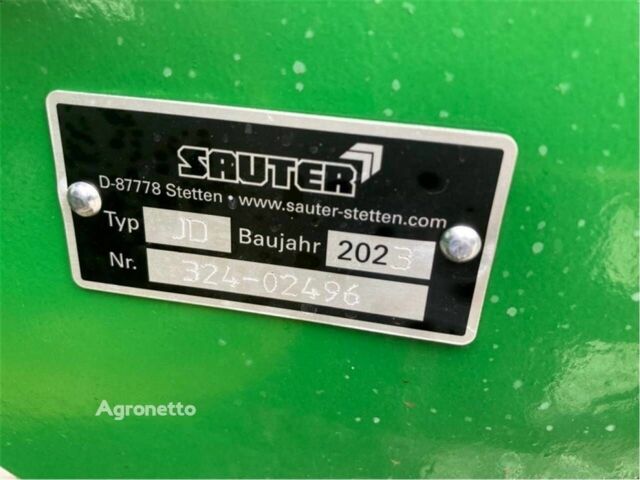 SAUTER
D-87778 Stetten · www.sauter-stetten.com
Typ JD Baujahr 2023
Nr. 324-02496
Agronetto